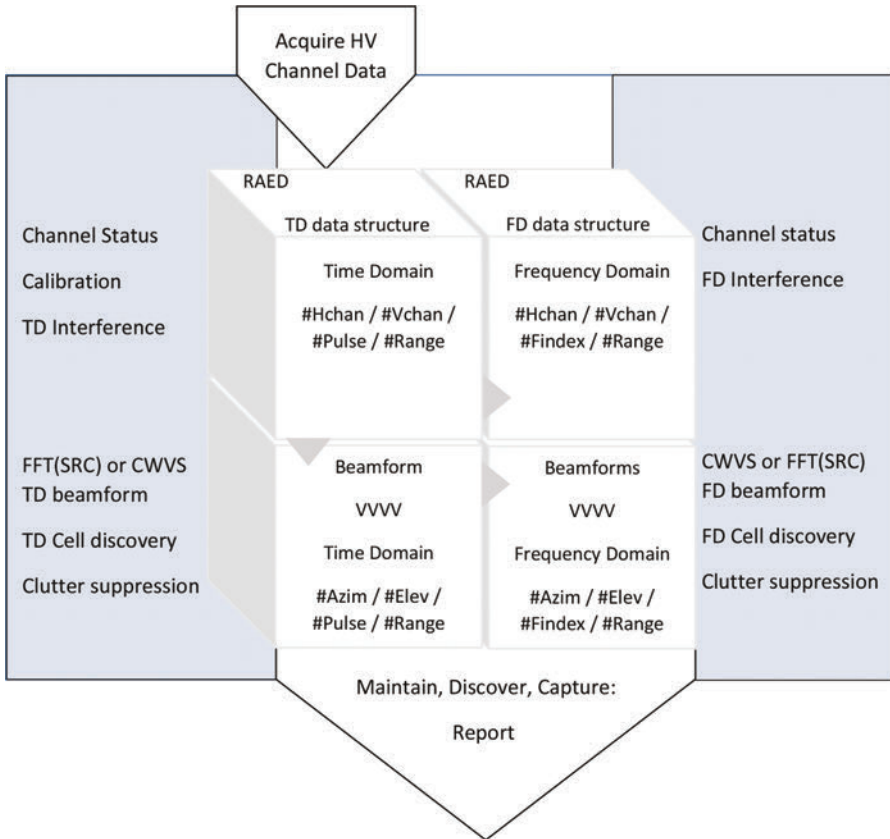 Acquire HV
Channel Data
RAED
RAED
TD data structure
FD data structure
Channel Status
Calibration
TD Interference
Time Domain
#Hchan / #Vchan /
#Pulse / #Range
Frequency Domain
#Hchan / #Vchan /
#Findex / #Range
Channel status
FD Interference
FFT(SRC) or CWVS
TD beamform
TD Cell discovery
Clutter suppression
Beamform
VVVV
Time Domain
#Azim / #Elev /
#Pulse / #Range
Beamforms
VVVV
Frequency Domain
#Azim / #Elev /
#Findex / #Range
CWVS or FFT(SRC)
FD beamform
FD Cell discovery
Clutter suppression
Maintain, Discover, Capture:
Report